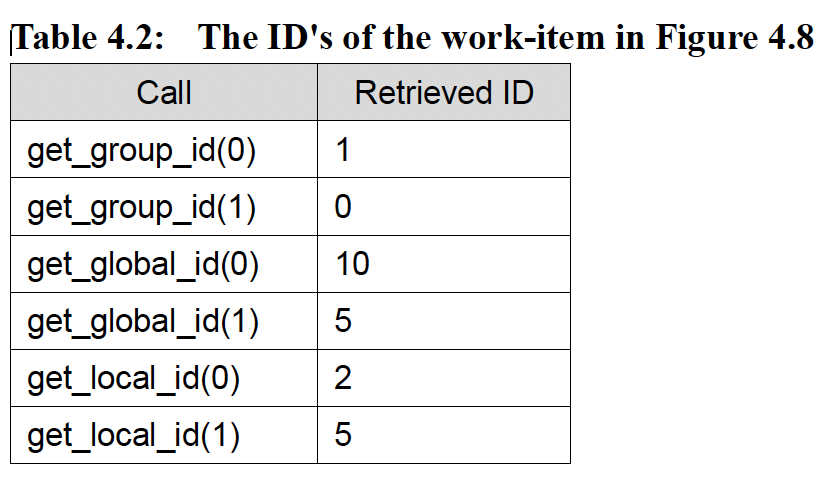 Table 4.2: The ID's of the work-item in Figure 4.8
Call Retrieved ID
get_group_id(0) 1
get_group_id(1) 0
get_global_id(0) 10
get_global_id(1) 5
get_local_id(0) 2
get_local_id(1) 5